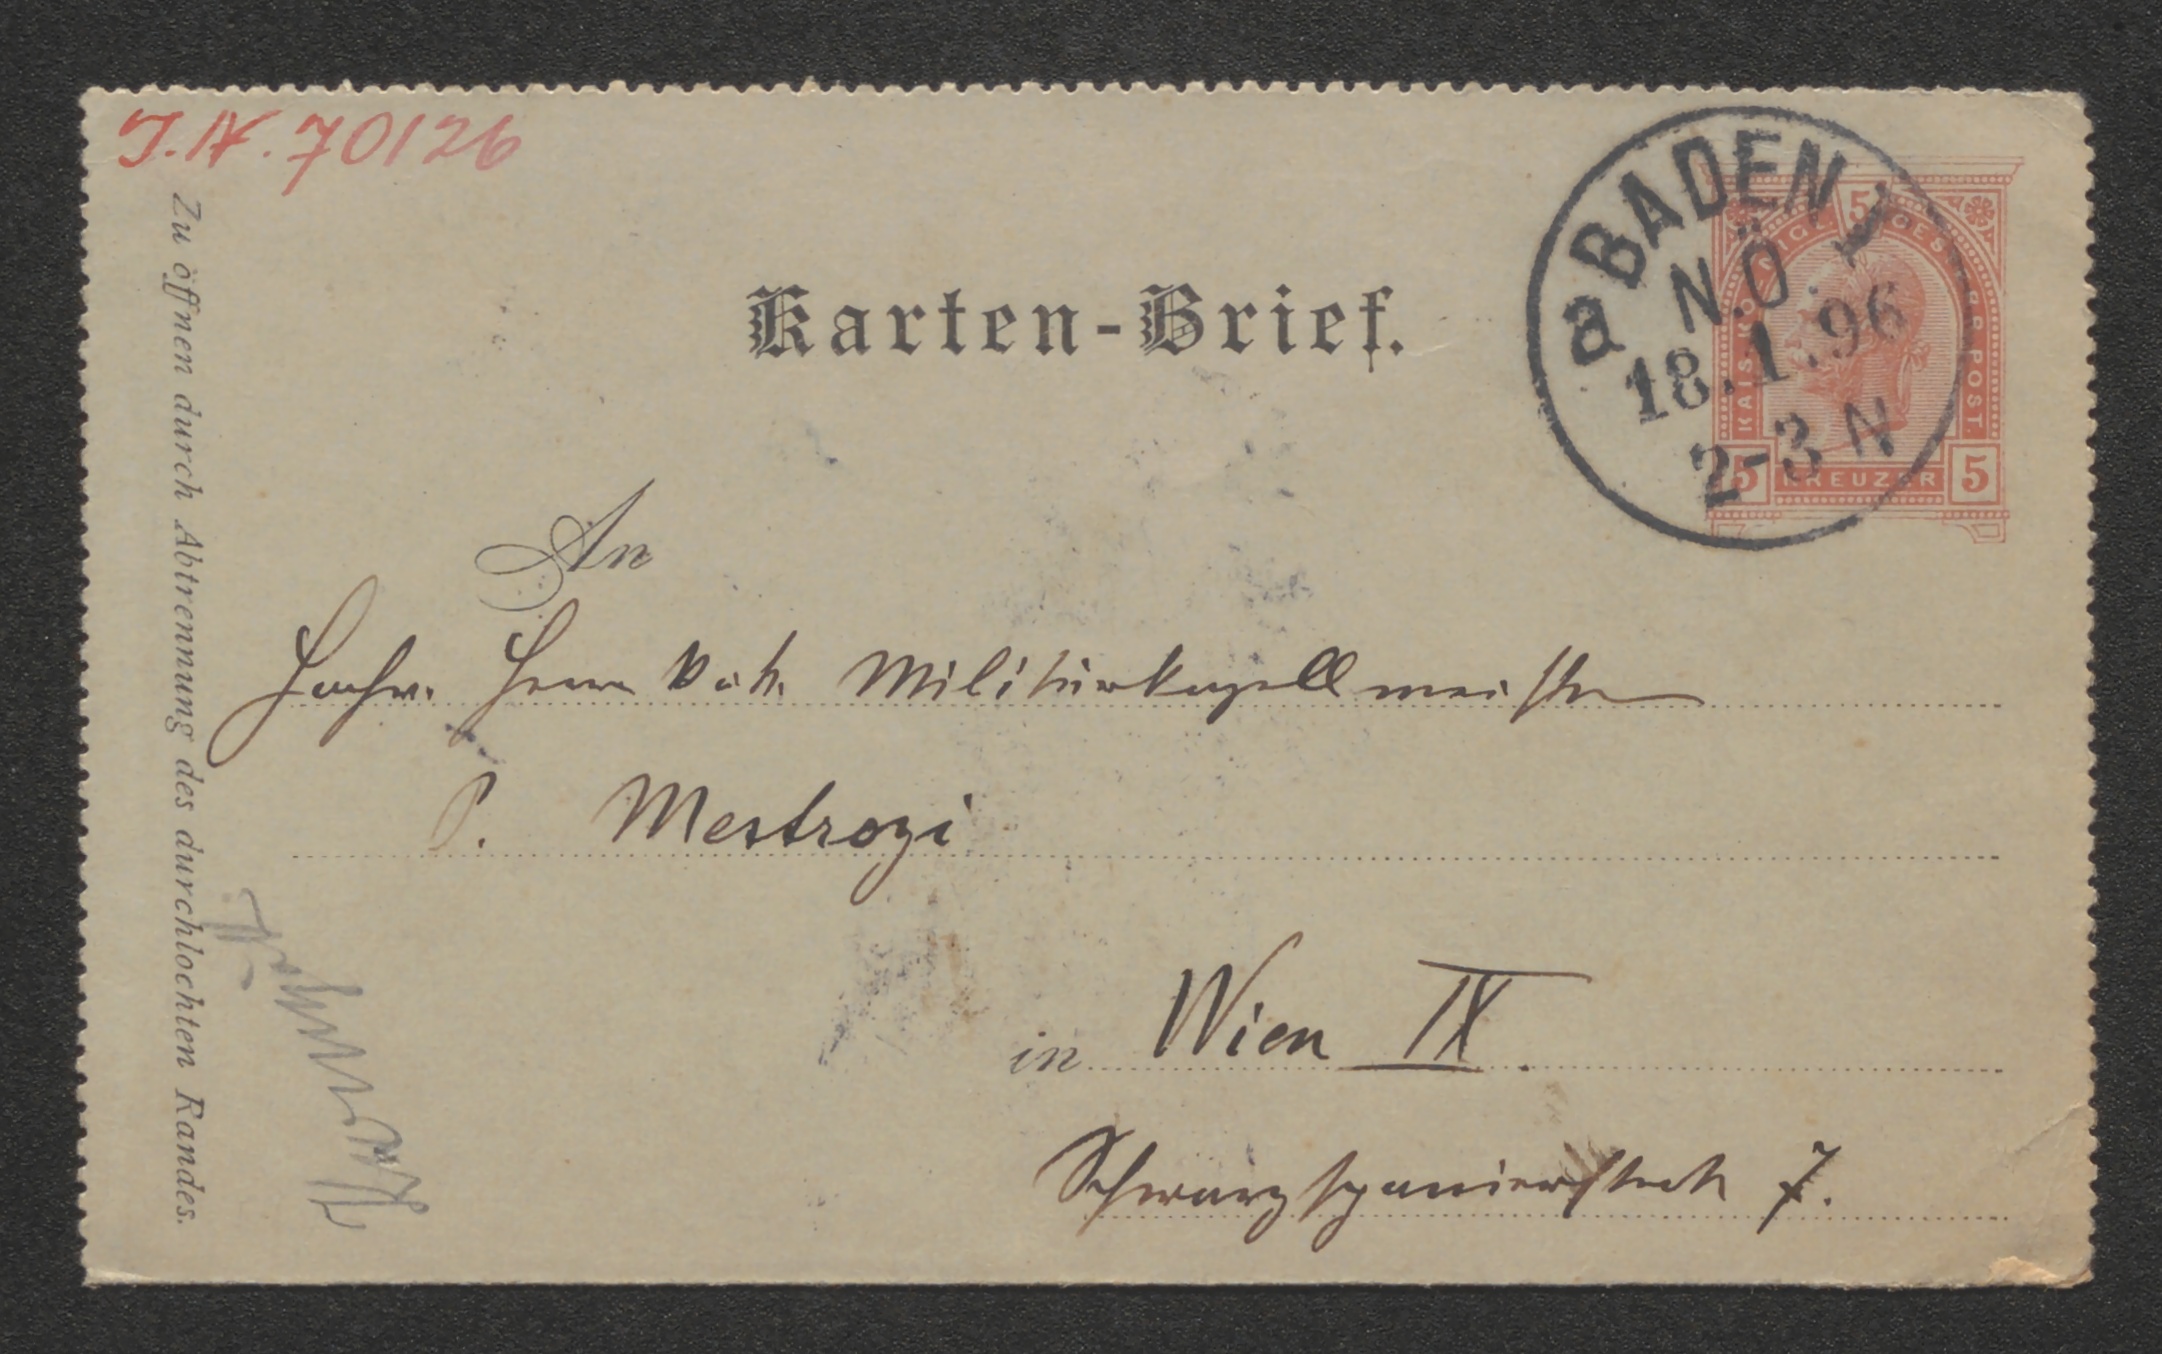 I.N. 70126
Zu öffnen durch Abtrennung des durchlochten Randes.
Karten-Brief.
BADEN
N.Ö.
a
18.1.96
2-3 N
5
KAIS. KÖNIGL. OESTERR. POST.
5 KREUZER 5
An
Herrn k. k. Militärkapellmeister
P. Mestrozi
in Wien IX.
Schwarzspanierstraße 7.